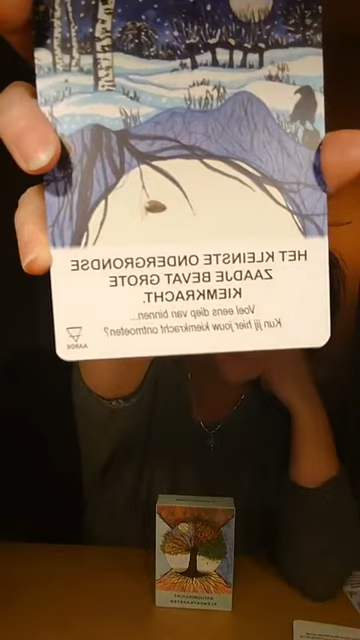 HET KLEINSTE ONDERGRONDSE
ZAADJE BEVAT GROTE
KIEMKRACHT.
Voel eens diep van binnen...
Kun jij hier jouw kiemkracht ontmoeten?
AARDE